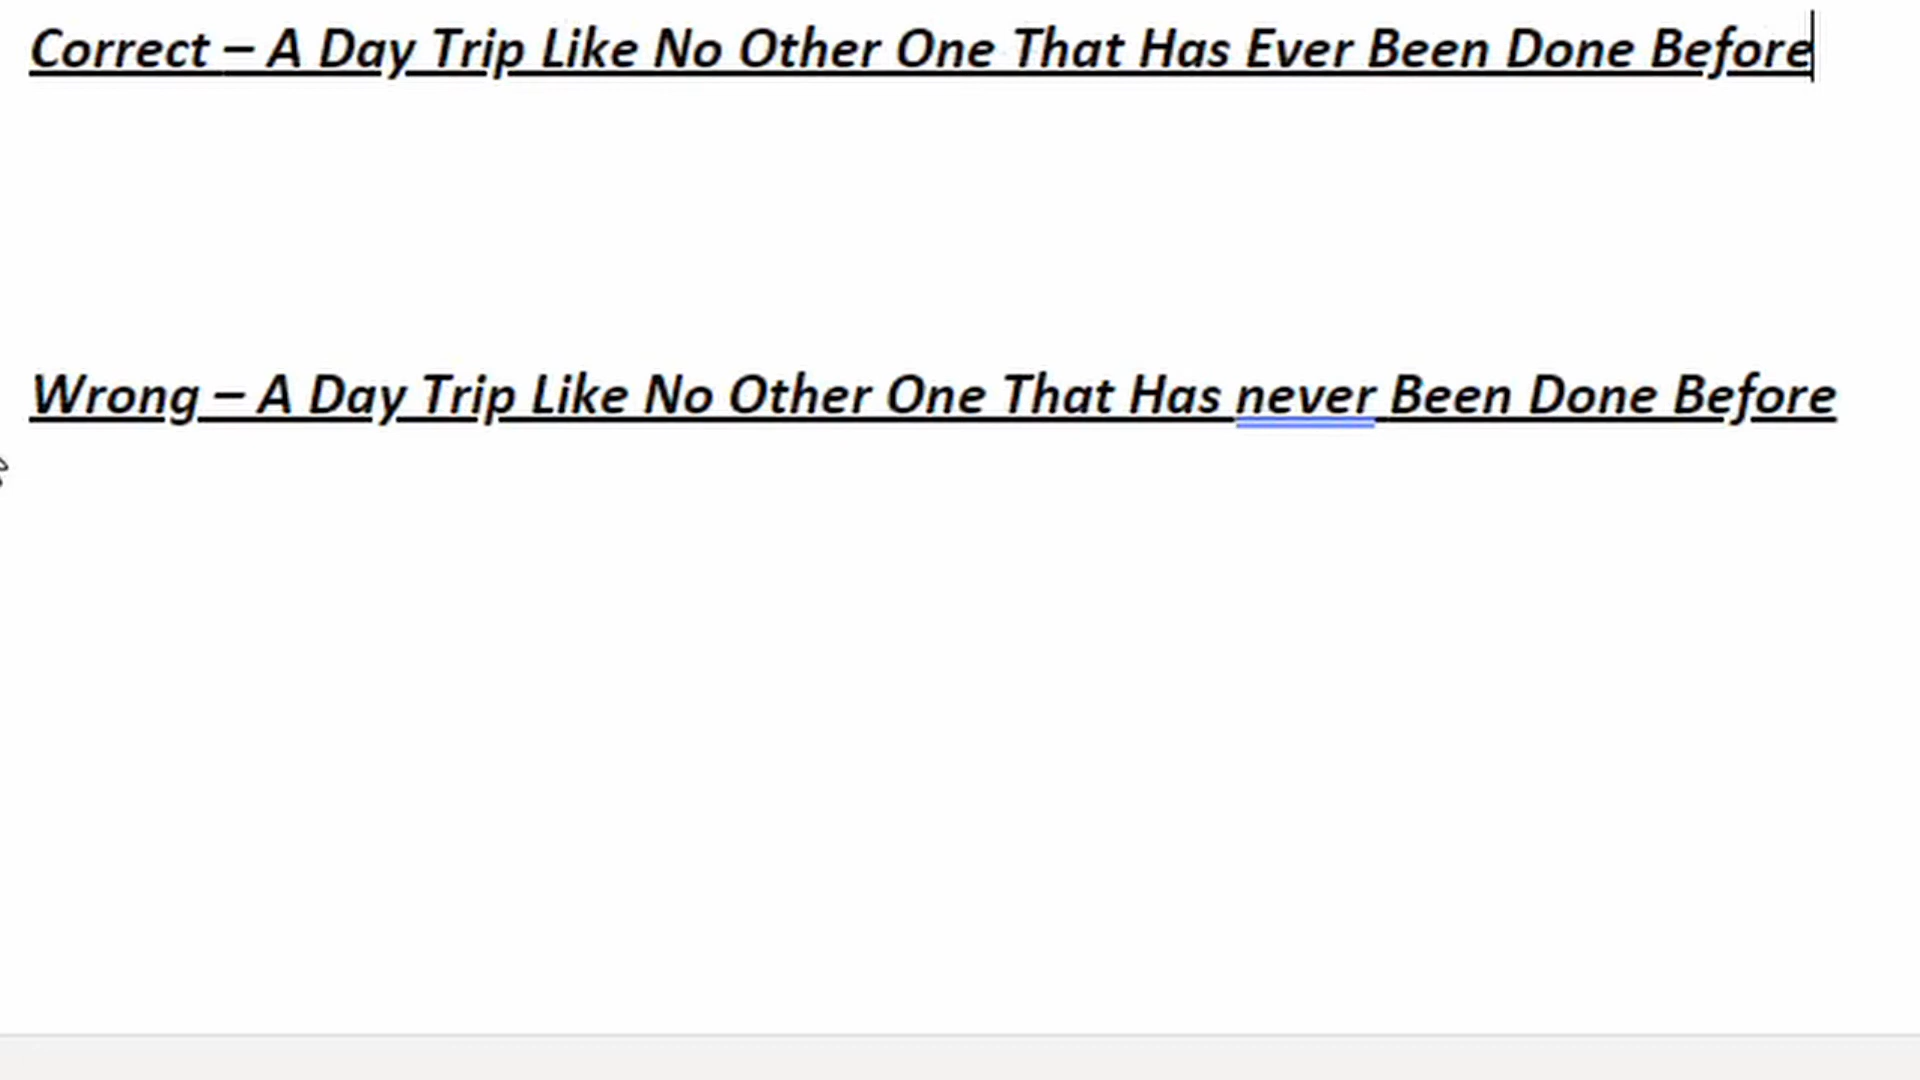 Correct – A Day Trip Like No Other One That Has Ever Been Done Before
Wrong – A Day Trip Like No Other One That Has never Been Done Before